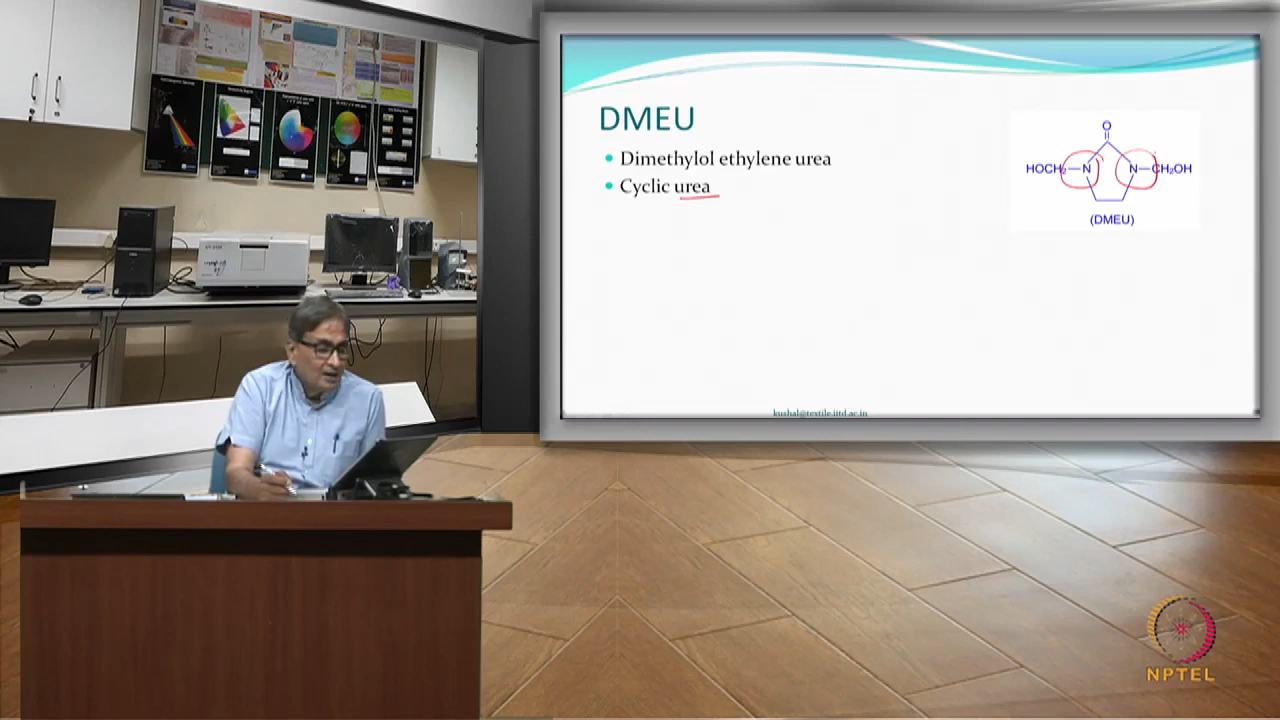 DMEU
Dimethylol ethylene urea
Cyclic urea
O
HOCH₂—N
N—CH₂OH
(DMEU)
kushal@textile.iitd.ac.in
NPTEL